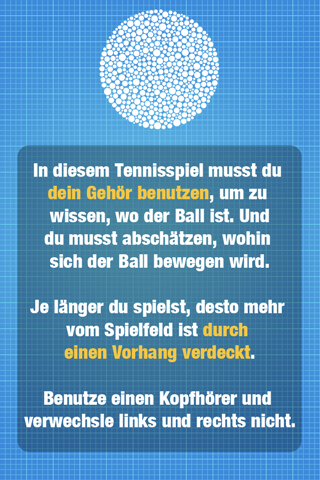 In diesem Tennisspiel musst du
dein Gehör benutzen, um zu
wissen, wo der Ball ist. Und
du musst abschätzen, wohin
sich der Ball bewegen wird.
Je länger du spielst, desto mehr
vom Spielfeld ist durch
einen Vorhang verdeckt.
Benutze einen Kopfhörer und
verwechsle links und rechts nicht.